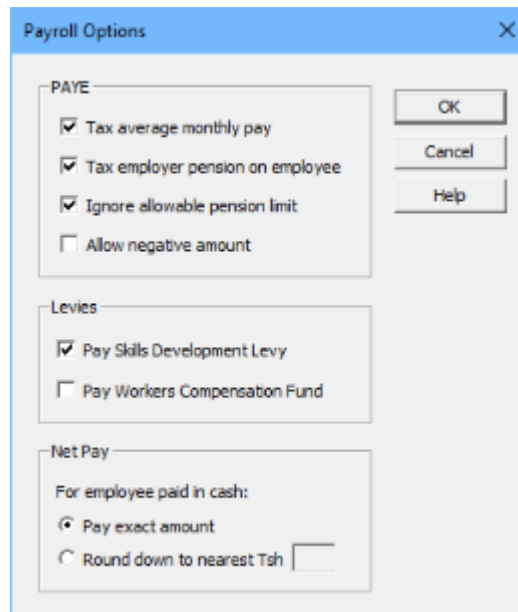 Payroll Options
PAYE
Tax average monthly pay
Tax employer pension on employee
Ignore allowable pension limit
Allow negative amount
OK
Cancel
Help
Levies
Pay Skills Development Levy
Pay Workers Compensation Fund
Net Pay
For employee paid in cash:
Pay exact amount
Round down to nearest Tsh